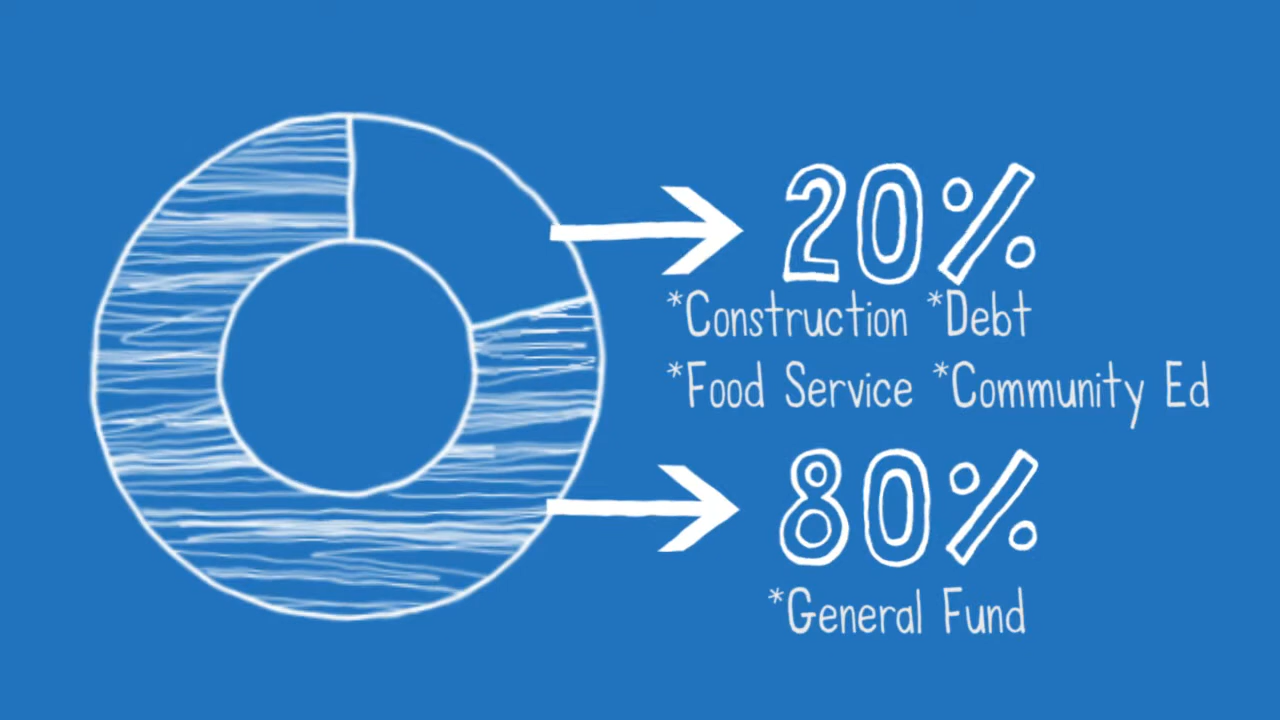 20%
*Construction *Debt
*Food Service *Community Ed
80%
*General Fund